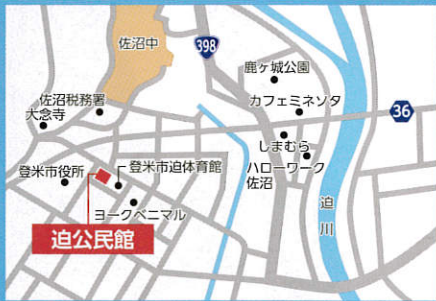 佐沼中
398
鹿ヶ城公園
佐沼税務署
大念寺
カフェミネソタ
36
しまむら
ハローワーク
佐沼
登米市役所
登米市迫体育館
ヨークベニマル
迫公民館
迫川